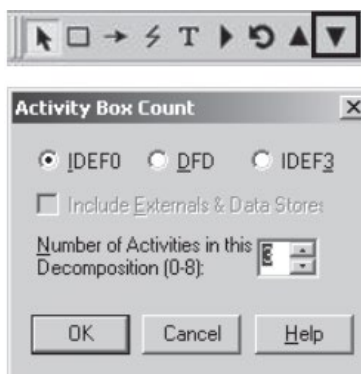 T
Activity Box Count
IDEF0 DFD IDEF3
Include Externals & Data Stores
Number of Activities in this
Decomposition (0-8):
OK Cancel Help